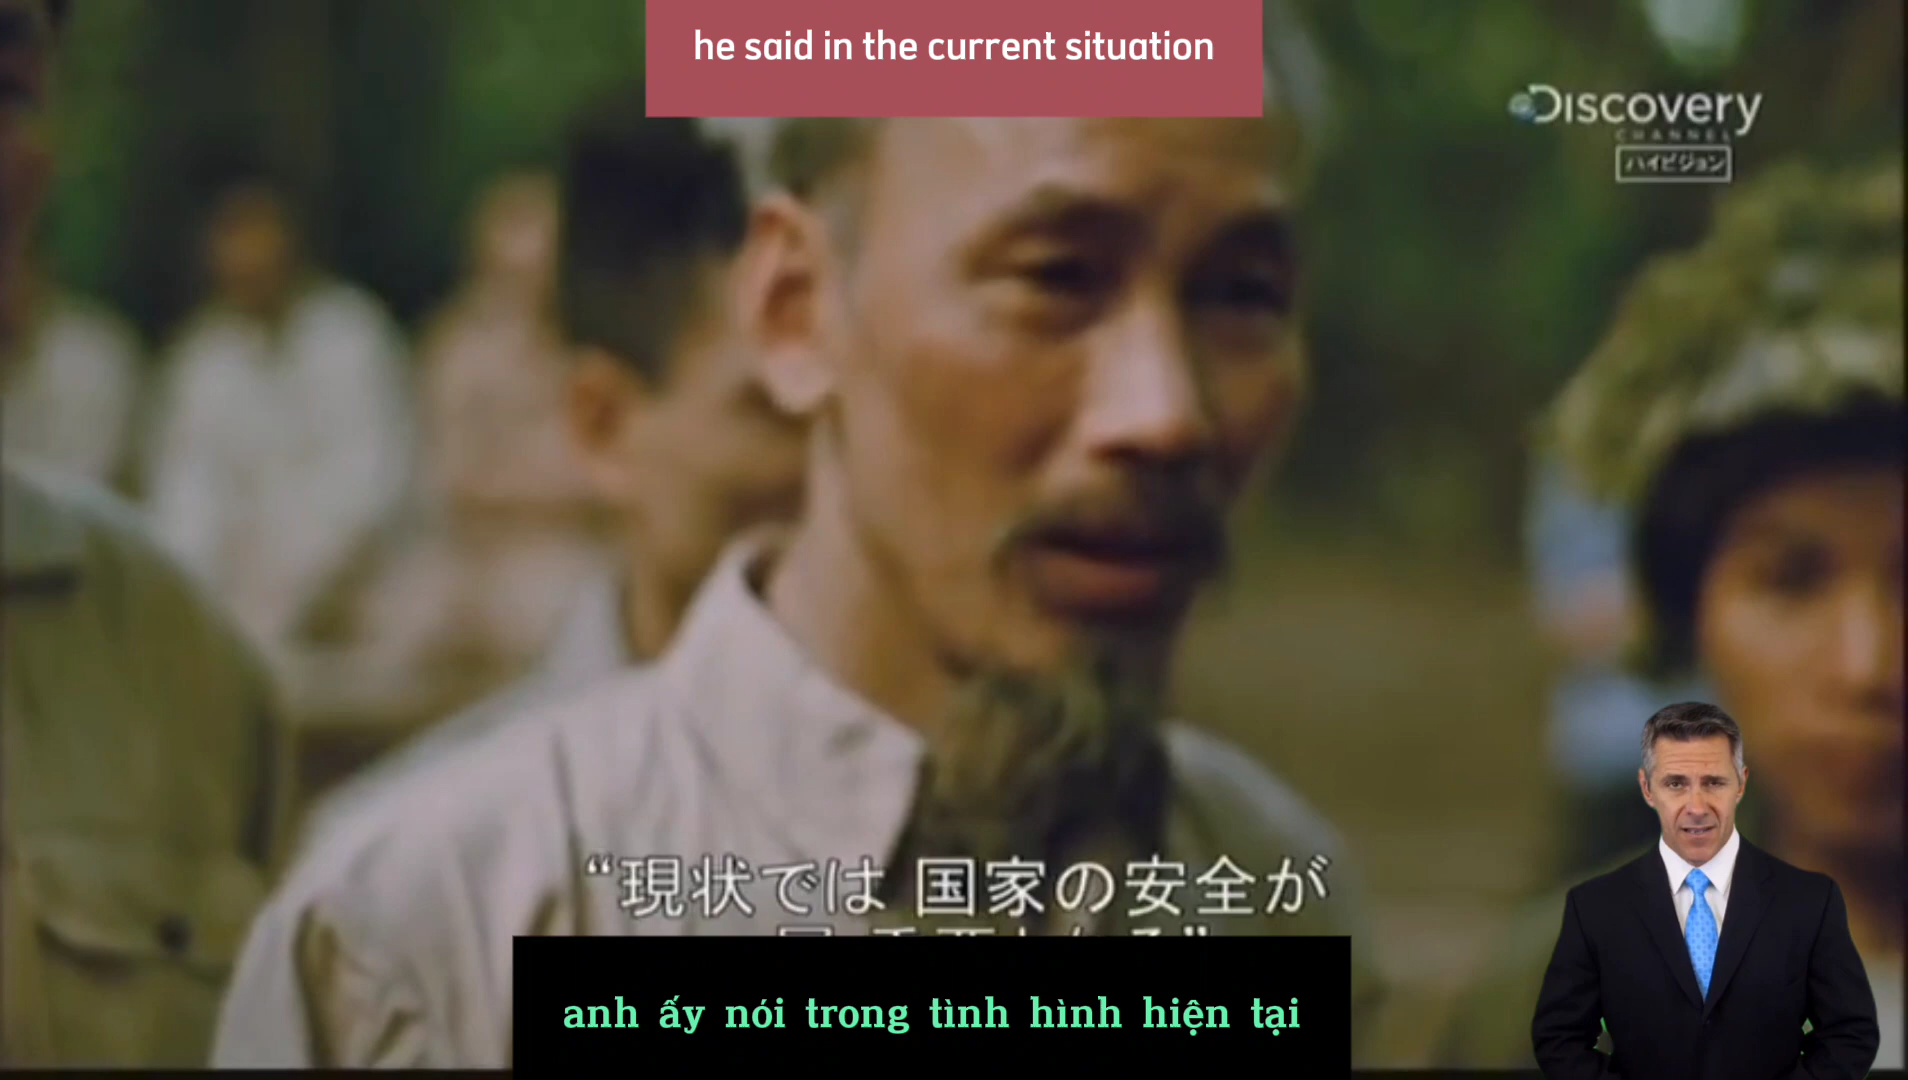 he said in the current situation
Discovery
CHANNEL
ハイビジョン
“現状では 国家の安全が
anh ấy nói trong tình hình hiện tại